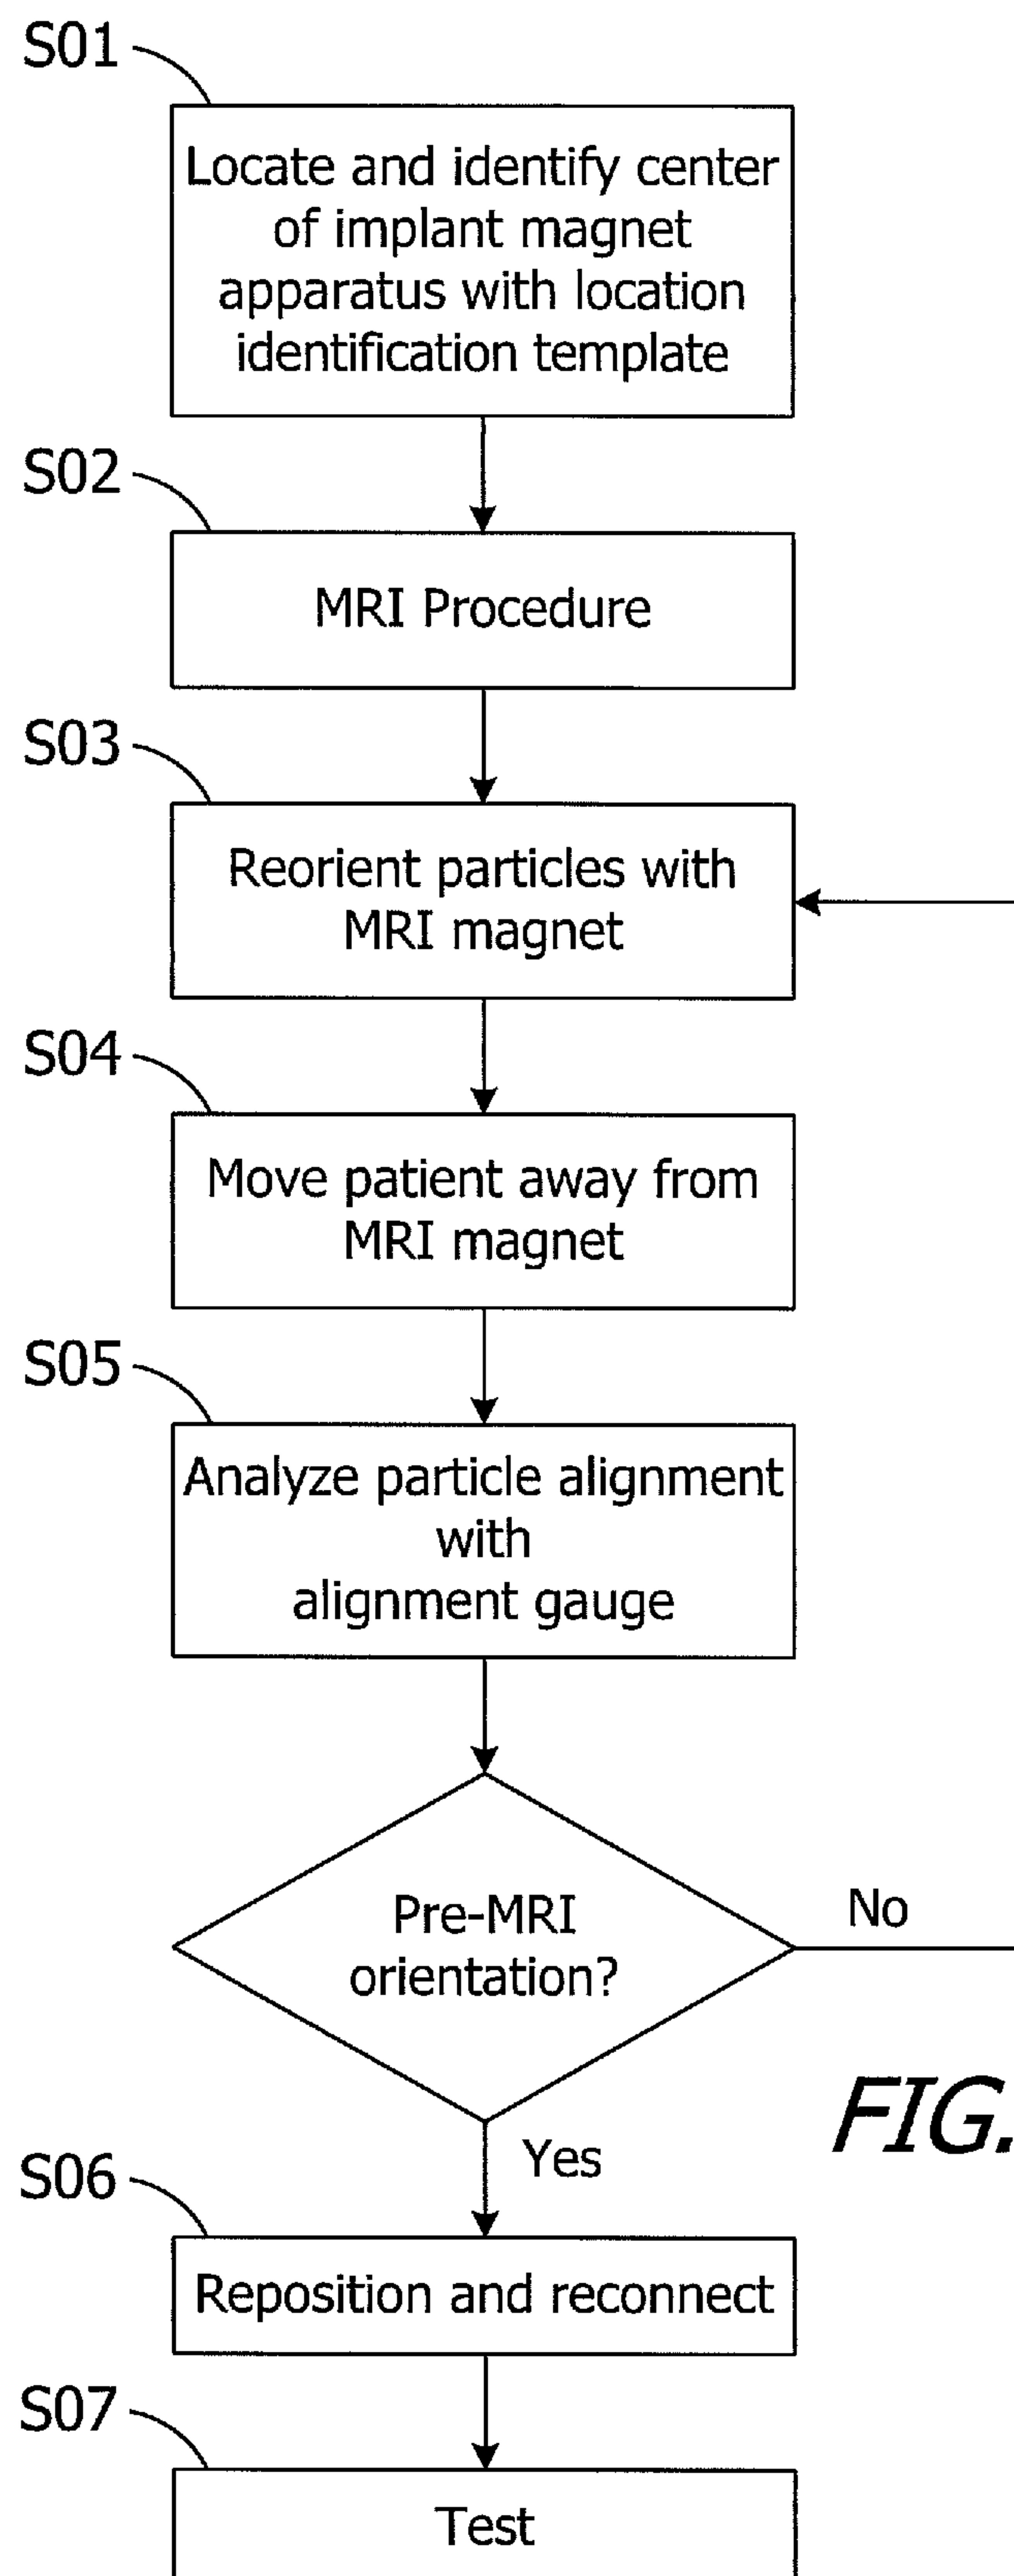 S01
Locate and identify center
of implant magnet
apparatus with location
identification template
S02
MRI Procedure
S03
Reorient particles with
MRI magnet
S04
Move patient away from
MRI magnet
S05
Analyze particle alignment
with
alignment gauge
Pre-MRI
orientation?
No
FIG.
Yes
S06
Reposition and reconnect
S07
Test